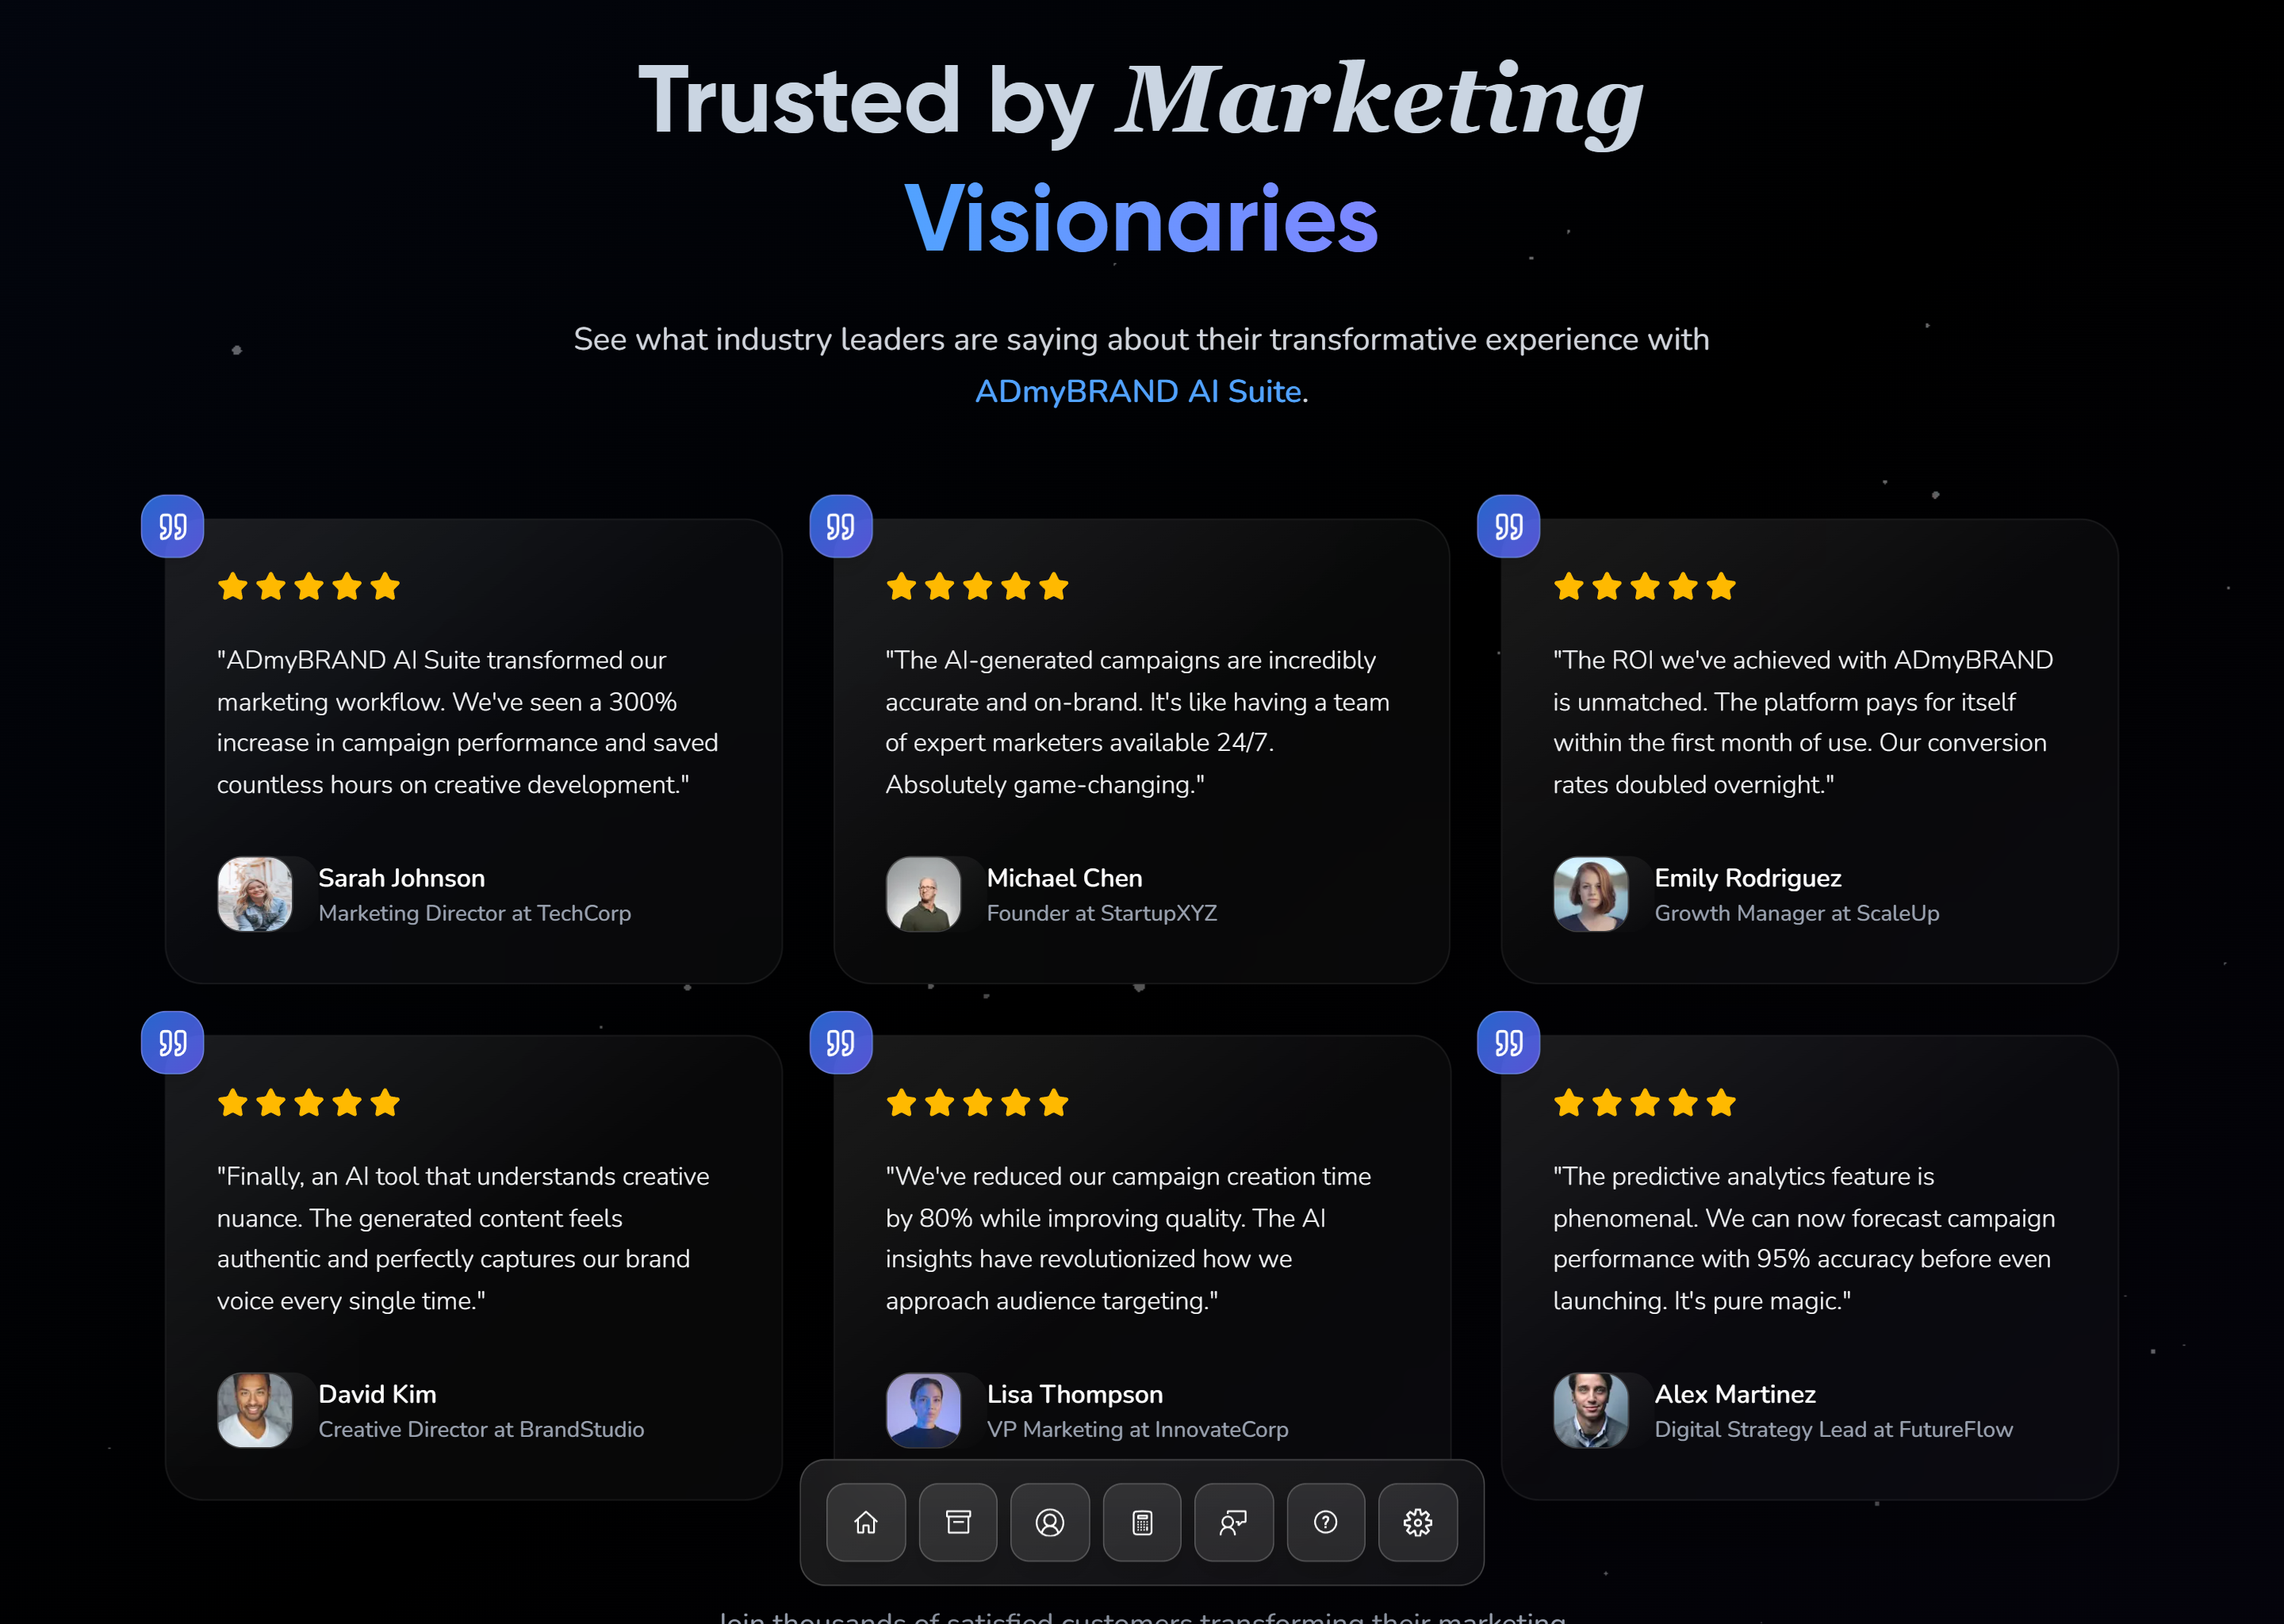 Trusted by Marketing
Visionaries
See what industry leaders are saying about their transformative experience with
ADmyBRAND AI Suite.
"ADmyBRAND AI Suite transformed our
marketing workflow. We've seen a 300%
increase in campaign performance and saved
countless hours on creative development."
Sarah Johnson
Marketing Director at TechCorp
"The AI-generated campaigns are incredibly
accurate and on-brand. It's like having a team
of expert marketers available 24/7.
Absolutely game-changing."
Michael Chen
Founder at StartupXYZ
"The ROI we've achieved with ADmyBRAND
is unmatched. The platform pays for itself
within the first month of use. Our conversion
rates doubled overnight."
Emily Rodriguez
Growth Manager at ScaleUp
"Finally, an AI tool that understands creative
nuance. The generated content feels
authentic and perfectly captures our brand
voice every single time."
David Kim
Creative Director at BrandStudio
"We've reduced our campaign creation time
by 80% while improving quality. The AI
insights have revolutionized how we
approach audience targeting."
Lisa Thompson
VP Marketing at InnovateCorp
"The predictive analytics feature is
phenomenal. We can now forecast campaign
performance with 95% accuracy before even
launching. It's pure magic."
Alex Martinez
Digital Strategy Lead at FutureFlow
Join thousands of satisfied customers transforming their marketing